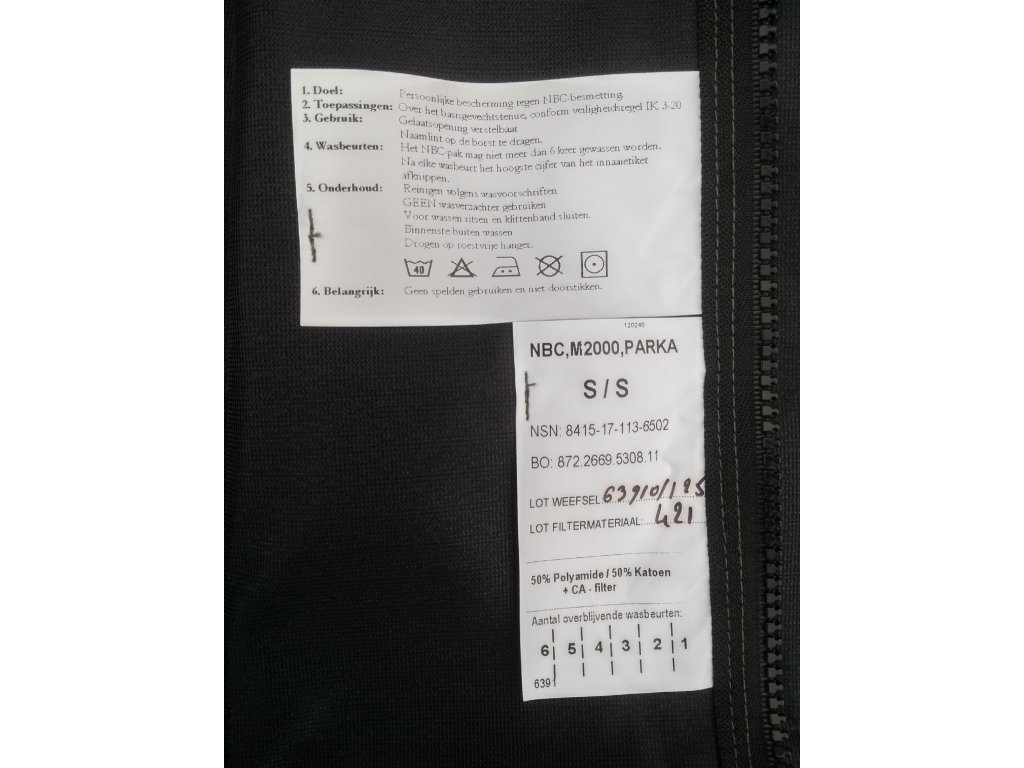 1. Doel: Persoonlijke bescherming tegen NBC-besmetting.
2. Toepassingen: Over het basisgevechtstenue, conform veiligheidsregel IK 3-20
3. Gebruik: Gelaatsopening verstelbaar
Naamlint op de borst te dragen.
4. Wasbeurten: Het NBC-pak mag niet meer dan 6 keer gewassen worden.
Na elke wasbeurt het hoogste cijfer van het innaaietiket
afknippen.
5. Onderhoud: Reinigen volgens wasvoorschriften
GEEN wasverzachter gebruiken
Voor wassen ritsen en klittenband sluiten.
Binnenste buiten wassen
Drogen op roestvrije hanger.
40
6. Belangrijk: Geen spelden gebruiken en niet doorstikken.
120240
NBC,M2000,PARKA
S / S
NSN: 8415-17-113-6502
BO: 872.2669.5308.11
LOT WEEFSEL: 63910/125
LOT FILTERMATERIAAL: 421
50% Polyamide / 50% Katoen
+ CA - filter
Aantal overblijvende wasbeurten:
6 5 4 3 2 1
6391